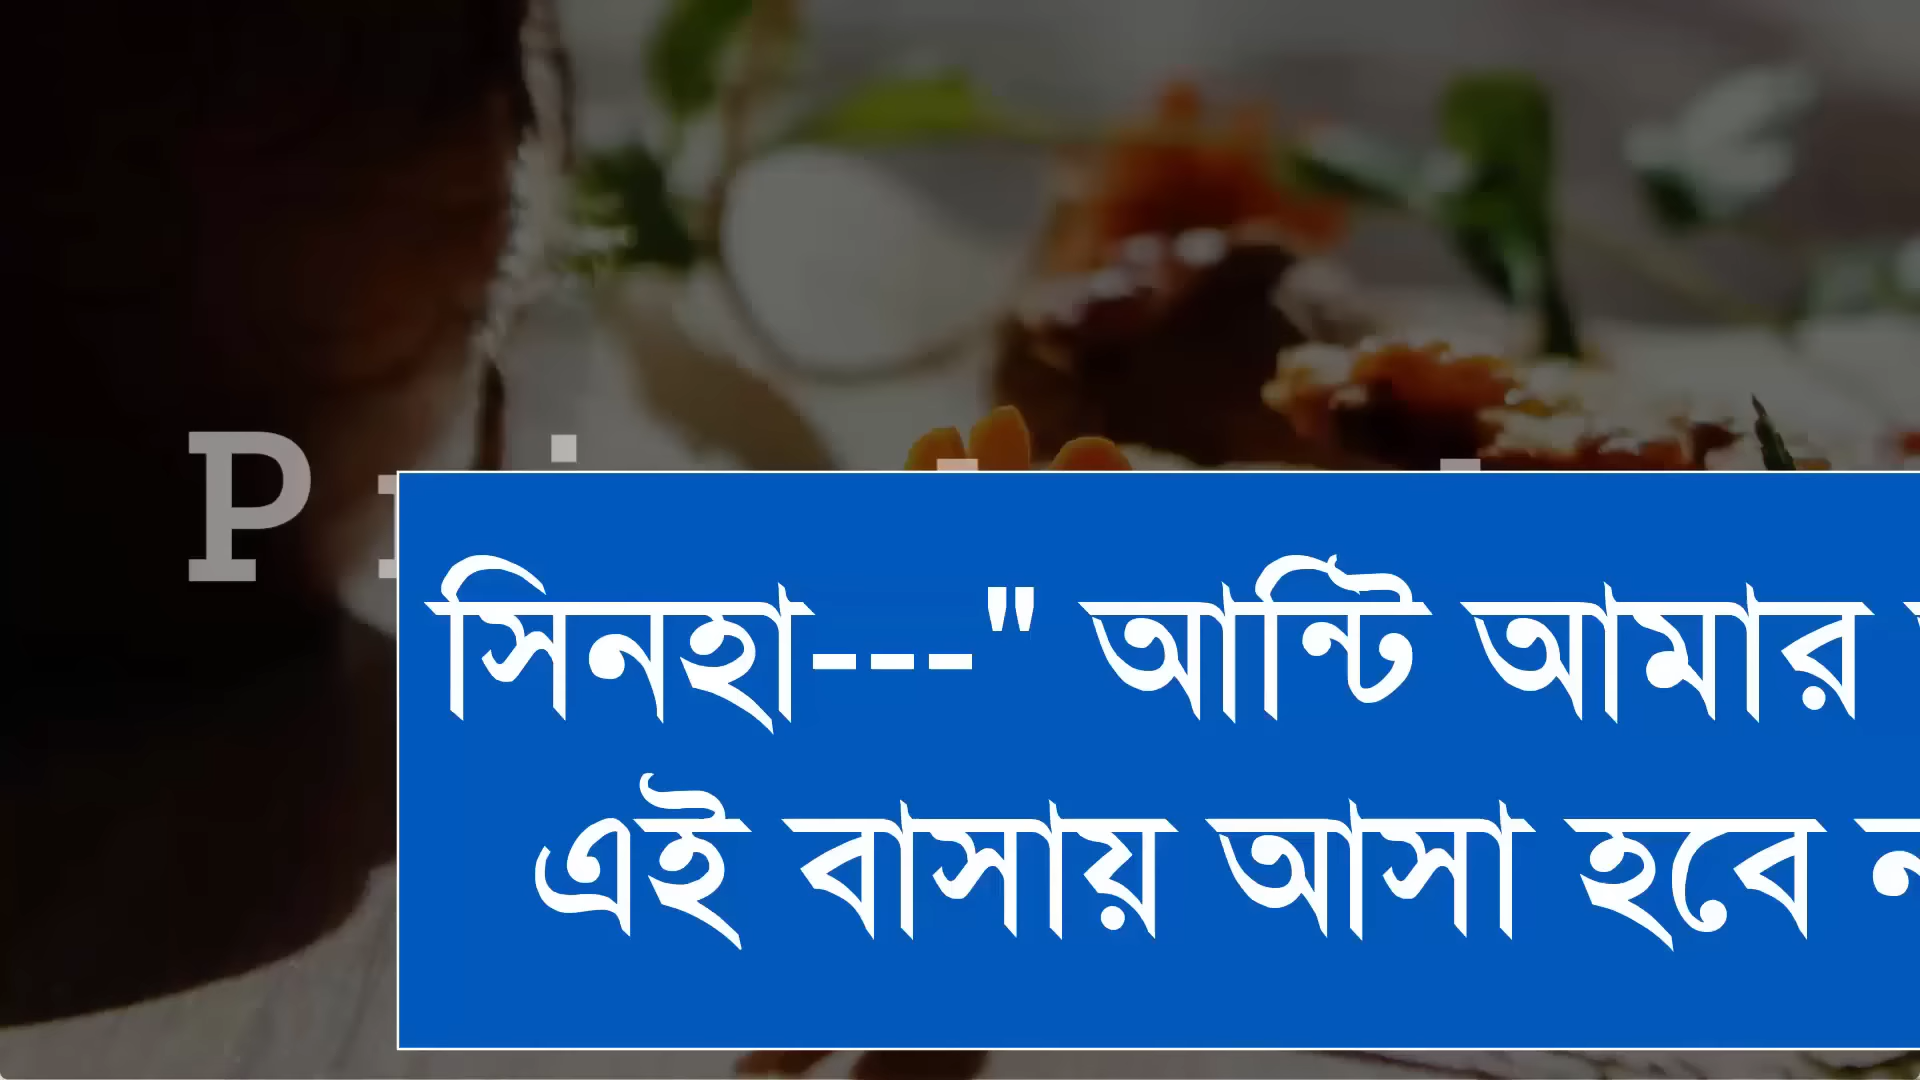 P
সিনহা---" আন্টি আমার
এই বাসায় আসা হবে